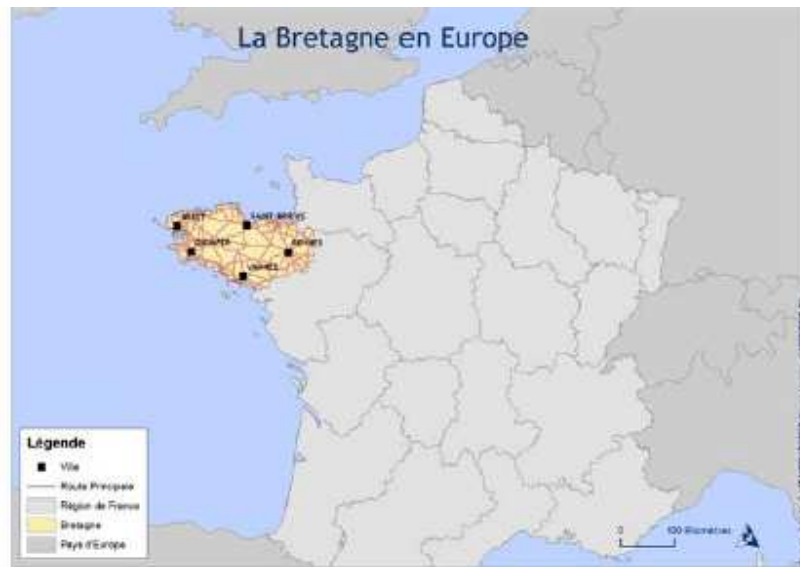 La Bretagne en Europe
BREST
SAINT-BRIEUC
QUIMPER
RENNES
VANNES
Légende
Ville
Route Principale
Région de France
Bretagne
Pays d'Europe
0
100 Kilomètres